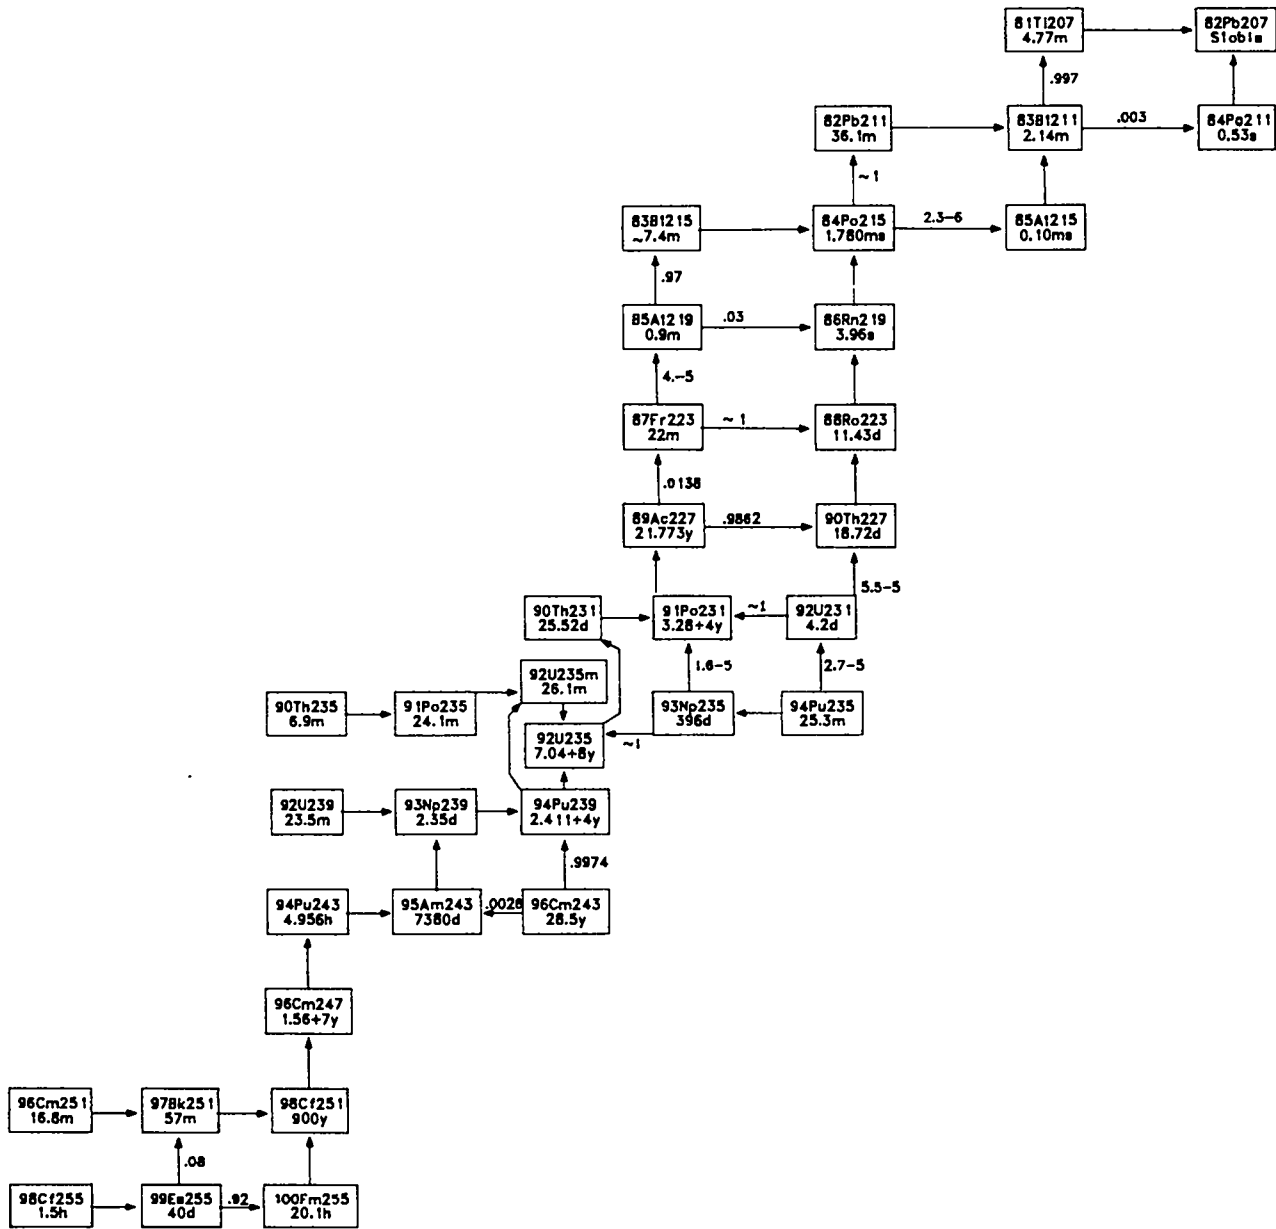 81Tl207
4.77m
82Pb207
Stable
.997
82Pb211
36.1m
83Bi211
2.14m
.003
84Po211
0.53s
~ 1
83Bi215
~7.4m
84Po215
1.780ms
2.3-6
85At215
0.10ms
.97
85At219
0.9m
.03
86Rn219
3.96s
4.-5
87Fr223
22m
~ 1
88Ra223
11.43d
.0138
89Ac227
21.773y
.9862
90Th227
18.72d
5.5-5
90Th231
25.52d
91Pa231
3.28+4y
~1
92U231
4.2d
1.6-5
2.7-5
92U235m
26.1m
90Th235
6.9m
91Pa235
24.1m
93Np235
396d
94Pu235
25.3m
92U235
7.04+8y
~1
92U239
23.5m
93Np239
2.35d
94Pu239
2.411+4y
.9974
94Pu243
4.956h
95Am243
7380d
.0026
96Cm243
28.5y
96Cm247
1.56+7y
96Cm251
16.8m
97Bk251
57m
98Cf251
900y
.08
98Cf255
1.5h
99Es255
40d
.92
100Fm255
20.1h